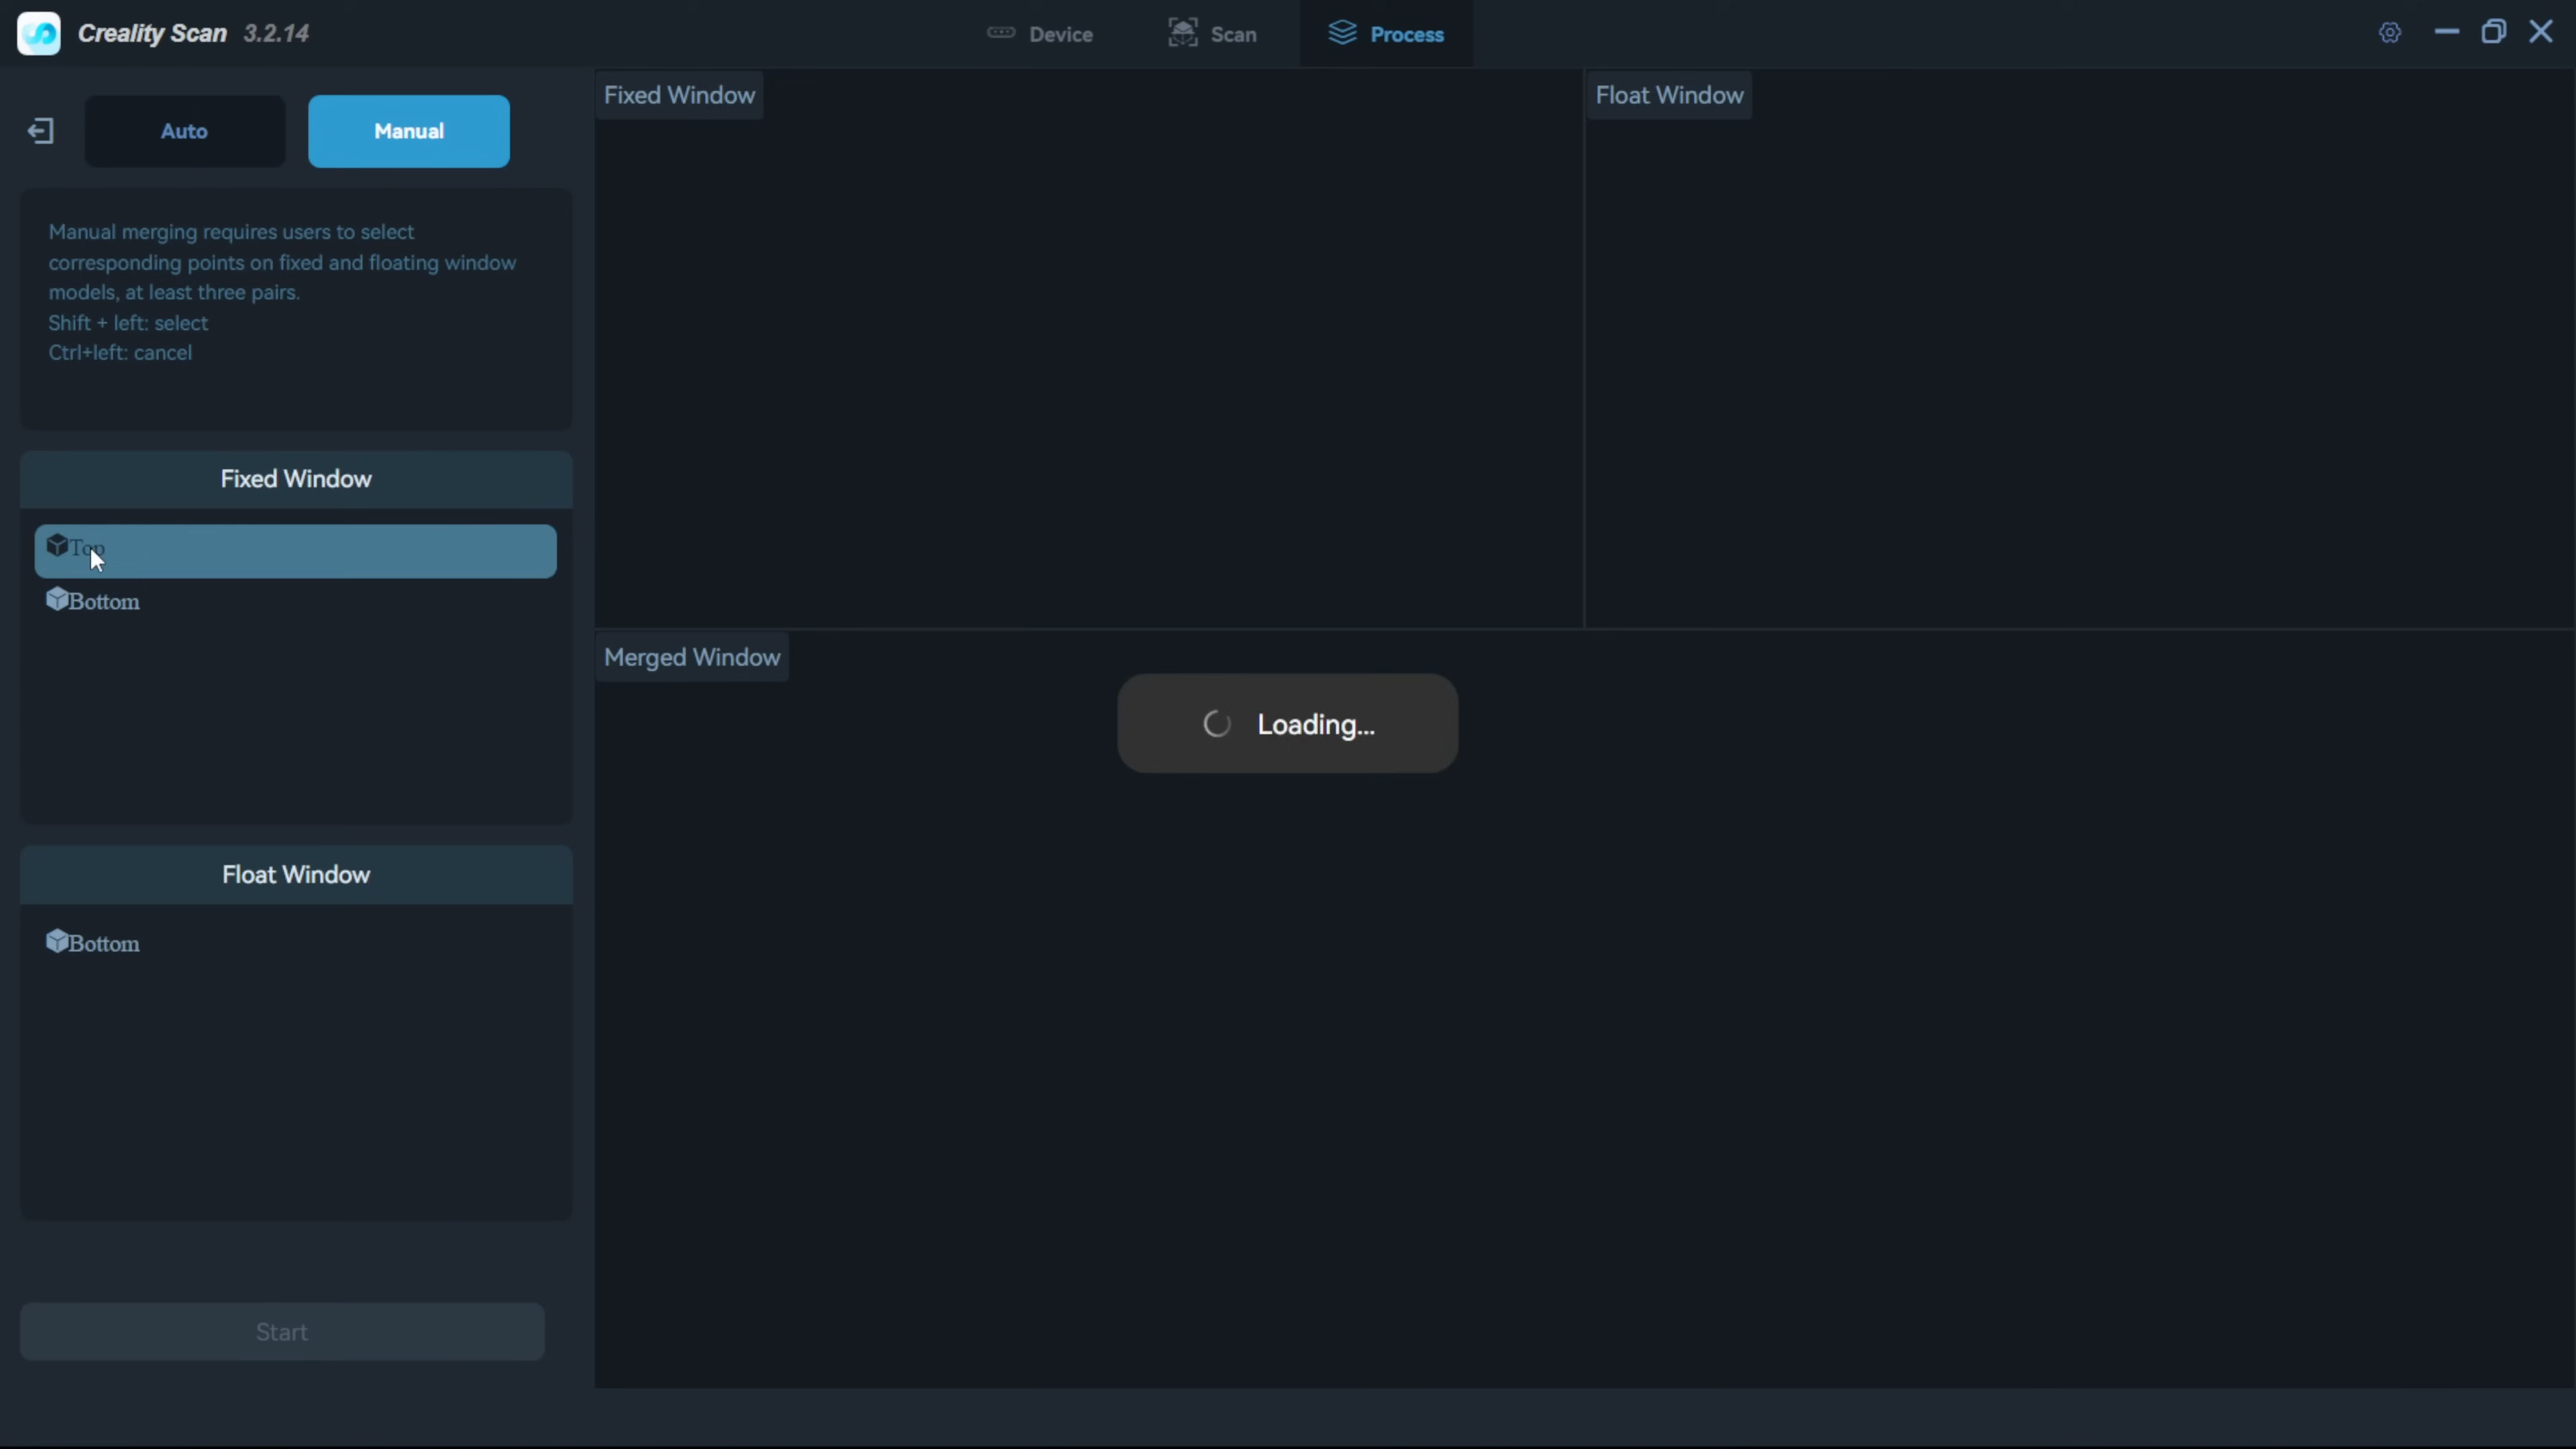 Creality Scan 3.2.14
Device
Scan
Process
Auto
Manual
Manual merging requires users to select
corresponding points on fixed and floating window
models, at least three pairs.
Shift + left: select
Ctrl+left: cancel
Fixed Window
Top
Bottom
Float Window
Bottom
Start
Fixed Window
Float Window
Merged Window
Loading...